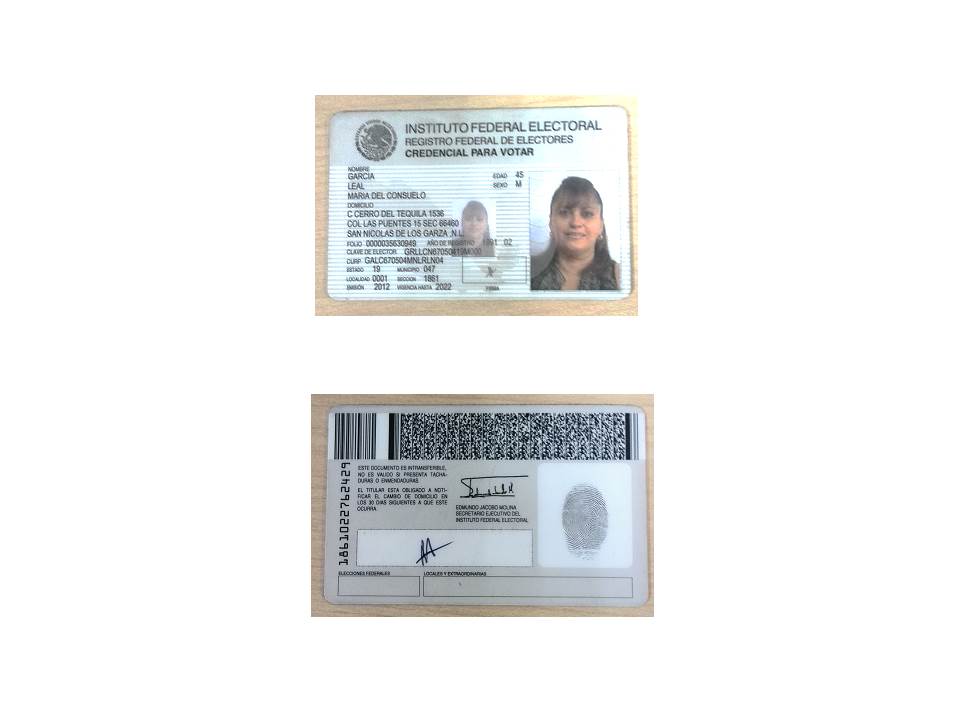 INSTITUTO FEDERAL ELECTORAL
REGISTRO FEDERAL DE ELECTORES
CREDENCIAL PARA VOTAR
NOMBRE
GARCIA
LEAL
MARIA DEL CONSUELO
EDAD 45
SEXO M
DOMICILIO
C CERRO DEL TEQUILA 1536
COL LAS PUENTES 15 SEC 66460
SAN NICOLAS DE LOS GARZA ,N.L.
FOLIO 0000035630949 AÑO DE REGISTRO 1991 02
CLAVE DE ELECTOR GRLLCN67050419M000
CURP GALC670504MNLRLN04
ESTADO 19 MUNICIPIO 047
LOCALIDAD 0001 SECCION 1861
EMISIÓN 2012 VIGENCIA HASTA 2022
FIRMA
1861022762429
ESTE DOCUMENTO ES INTRANSFERIBLE,
NO ES VALIDO SI PRESENTA TACHA-
DURAS O ENMENDADURAS
EL TITULAR ESTA OBLIGADO A NOTI-
FICAR EL CAMBIO DE DOMICILIO EN
LOS 30 DIAS SIGUIENTES A QUE ESTE
OCURRA
EDMUNDO JACOBO MOLINA
SECRETARIO EJECUTIVO DEL
INSTITUTO FEDERAL ELECTORAL
ELECCIONES FEDERALES
LOCALES Y EXTRAORDINARIAS